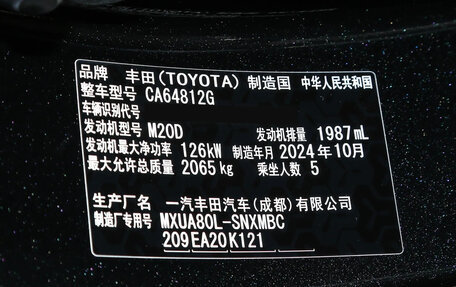 品牌 丰田(TOYOTA) 制造国 中华人民共和国
整车型号 CA64812G
车辆识别代号
发动机型号 M20D 发动机排量 1987mL
发动机最大净功率 126kW 制造年月 2024年10月
最大允许总质量 2065kg 乘坐人数 5
生产厂名 一汽丰田汽车(成都)有限公司
制造厂专用号 MXUA80L-SNXMBC
209EA20K121